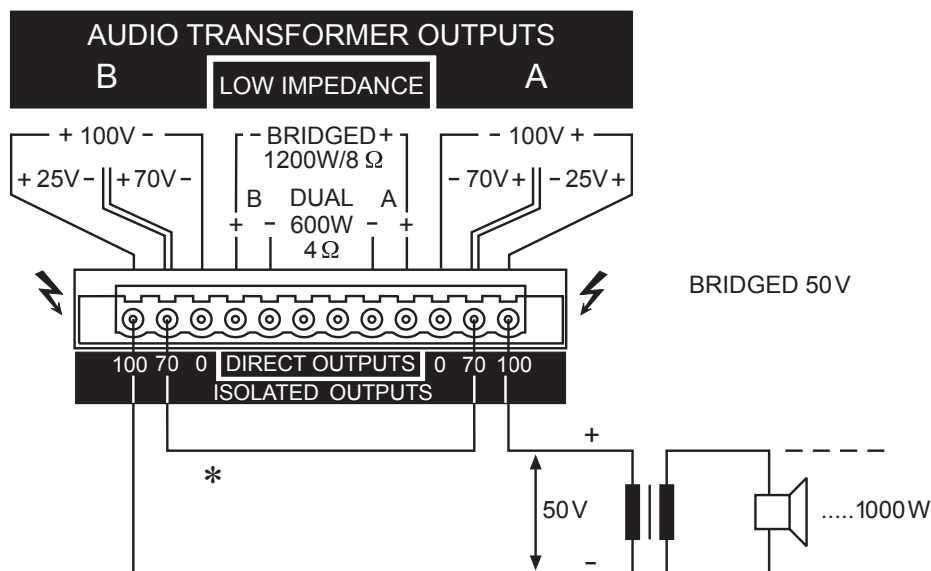 AUDIO TRANSFORMER OUTPUTS
B LOW IMPEDANCE A
+ 100V - - BRIDGED + - 100V +
1200W/8 Ω
+ 25V - + 70V - - 70V + - 25V +
B DUAL A
+ - 600W - +
4 Ω
BRIDGED 50V
100 70 0 DIRECT OUTPUTS 0 70 100
ISOLATED OUTPUTS
+
*
50V .....1000W
-